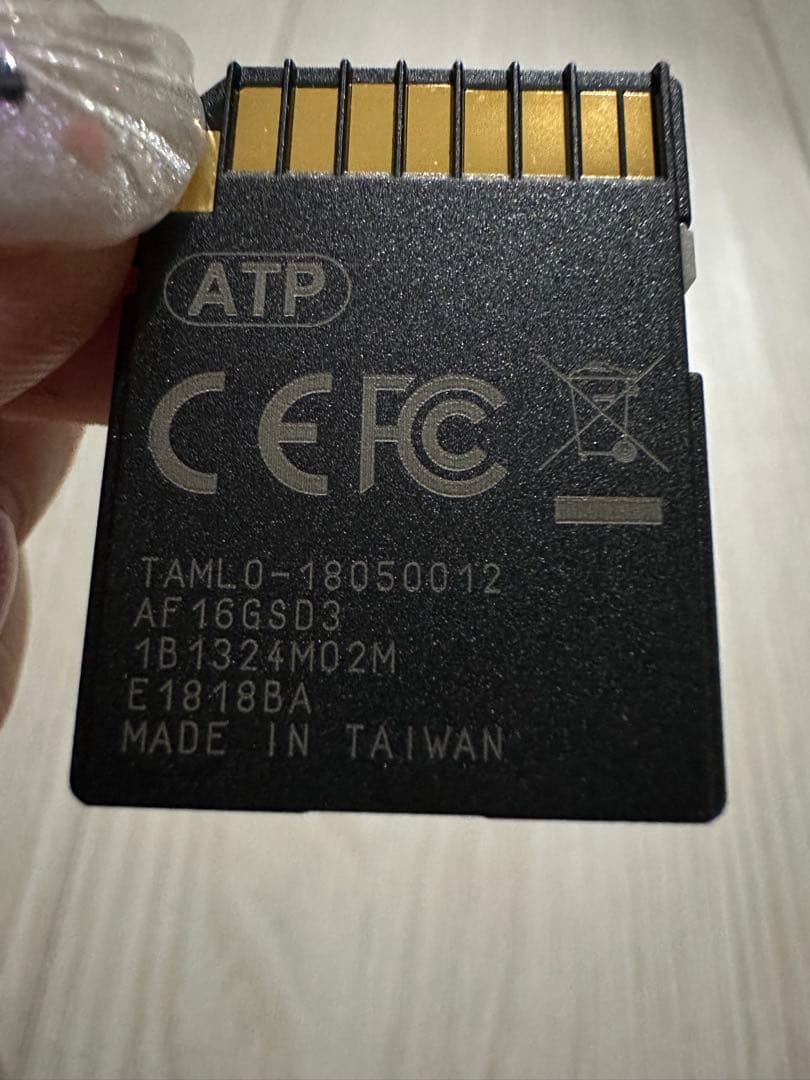 ATP
CE FC
TAML0-18050012
AF16GSD3
1B1324M02M
E1818BA
MADE IN TAIWAN